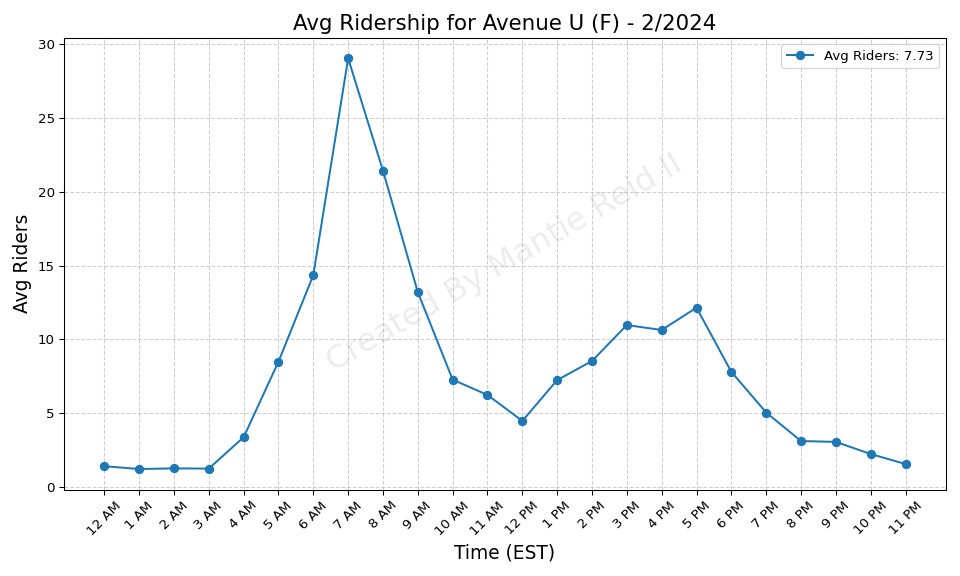 Avg Ridership for Avenue U (F) - 2/2024
Avg Riders: 7.73
Avg Riders
30
25
20
15
10
5
0
Created By Mantie Reid II
12 AM
1 AM
2 AM
3 AM
4 AM
5 AM
6 AM
7 AM
8 AM
9 AM
10 AM
11 AM
12 PM
1 PM
2 PM
3 PM
4 PM
5 PM
6 PM
7 PM
8 PM
9 PM
10 PM
11 PM
Time (EST)